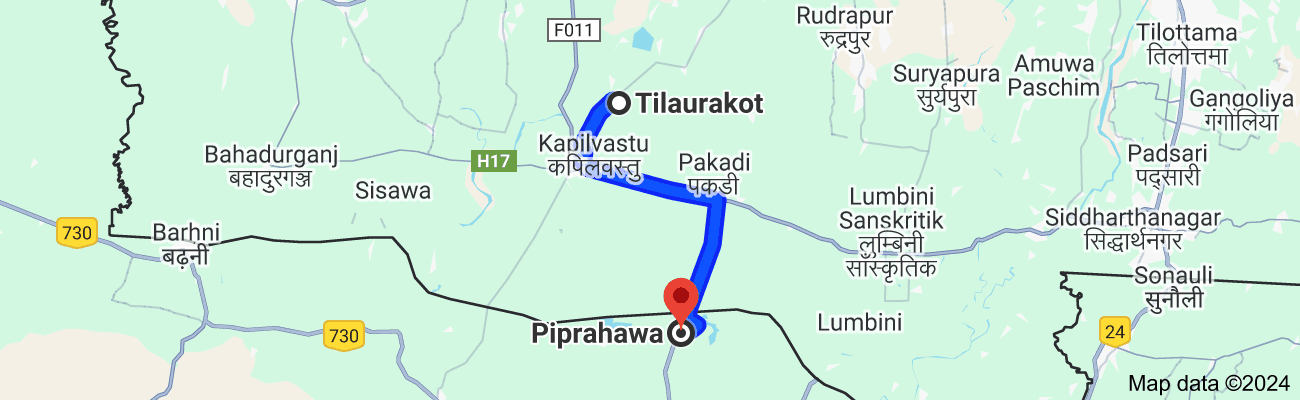 Rudrapur
रुद्रपुर
F011
Tilottama
तिलोत्तमा
Amuwa
Paschim
Suryapura
सुर्यपुरा
Tilaurakot
Gangoliya
गंगोलिया
Kapilvastu
कपिलवस्तु
H17
Bahadurganj
बहादुरगञ्ज
Pakadi
पकडी
Padsari
पद्सारी
Sisawa
Lumbini
Sanskritik
लुम्बिनी
साँस्कृतिक
Siddharthanagar
सिद्धार्थनगर
730
Barhni
बढ़नी
Sonauli
सुनौली
Piprahawa
Lumbini
730
24
Map data ©2024